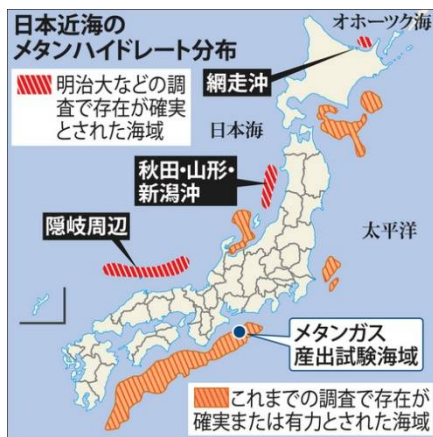 日本近海の
メタンハイドレート分布
オホーツク海
明治大などの調
査で存在が確実
とされた海域
網走沖
日本海
秋田・山形・
新潟沖
隠岐周辺
太平洋
メタンガス
産出試験海域
これまでの調査で存在が
確実または有力とされた海域